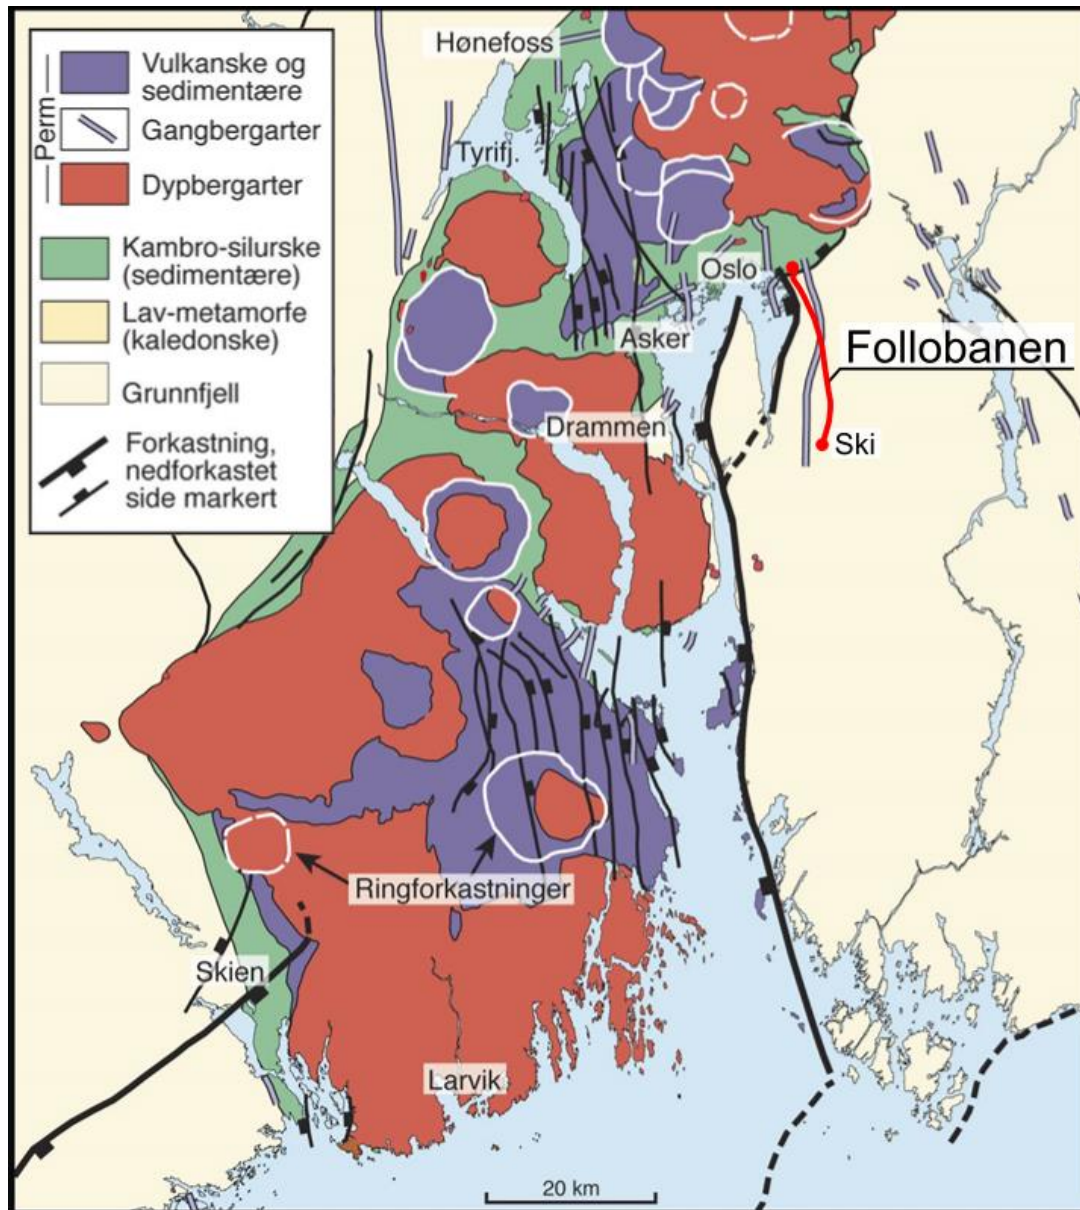 Perm
Vulkanske og
sedimentære
Gangbergarter
Dypbergarter
Kambro-silurske
(sedimentære)
Lav-metamorfe
(kaledonske)
Grunnfjell
Forkastning,
nedforkastet
side markert
Hønefoss
Tyrifj.
Oslo
Asker
Follobanen
Drammen
Ski
Ringforkastninger
Skien
Larvik
20 km